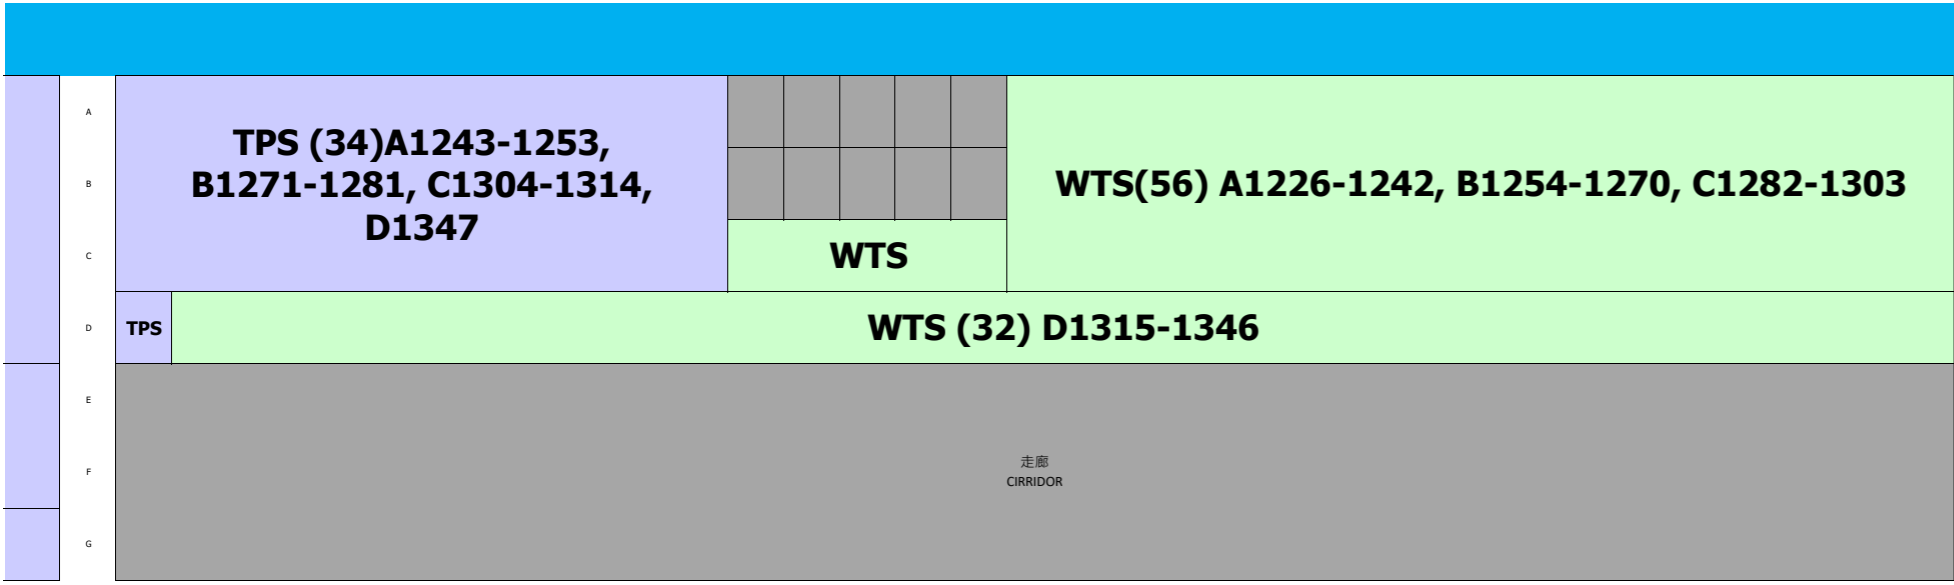 A
TPS (34)A1243-1253,
B1271-1281, C1304-1314,
D1347
B
WTS(56) A1226-1242, B1254-1270, C1282-1303
C
WTS
D
TPS
WTS (32) D1315-1346
E
F
走廊
CIRRIDOR
G